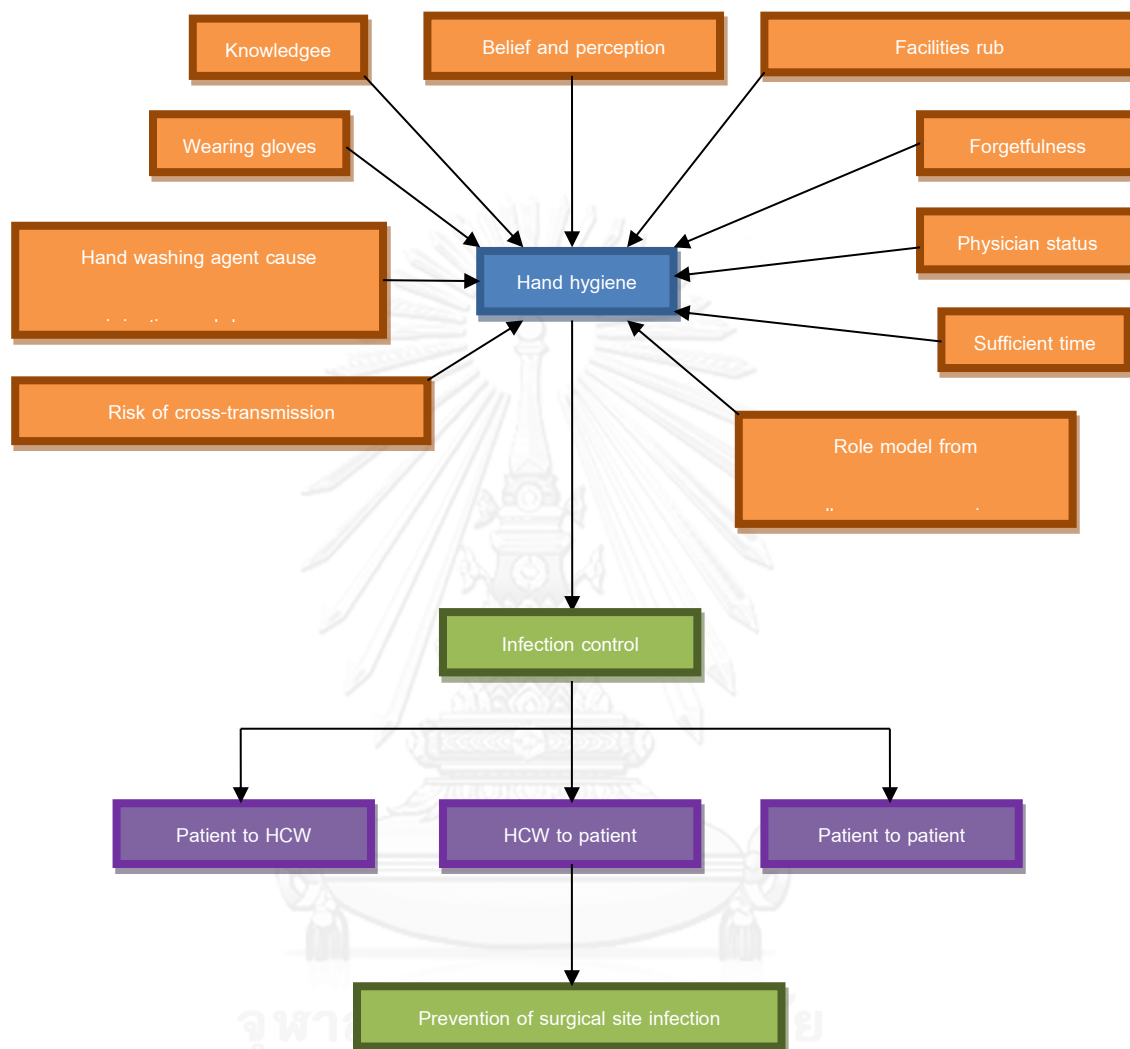 Knowledgee
Belief and perception
Facilities rub
Wearing gloves
Forgetfulness
Hand washing agent cause
Physician status
Hand hygiene
Sufficient time
Risk of cross-transmission
Role model from
Infection control
Patient to HCW
HCW to patient
Patient to patient
Prevention of surgical site infection